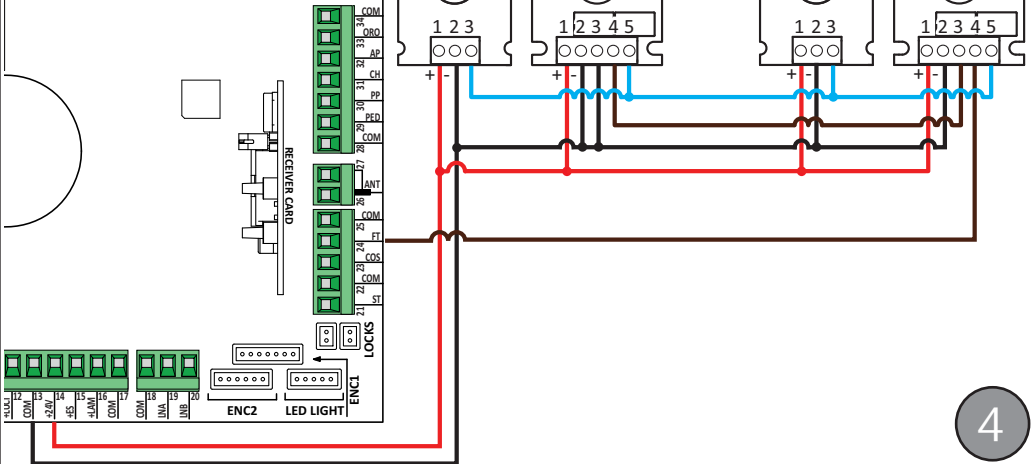 COM
34
ORO
33
AP
32
CH
31
PP
30
PED
29
COM
28
27
ANT
26
COM
25
FT
24
COS
23
COM
22
ST
21
RECEIVER CARD
LOCKS
ENC1
ENC2
LED LIGHT
12
COM
13
+24V
14
+ES
15
+LAM
16
COM
17
COM
18
LNA
19
LNB
20
1 2 3
+ -
1 2 3 4 5
+ -
1 2 3
+ -
1 2 3 4 5
+ -
4